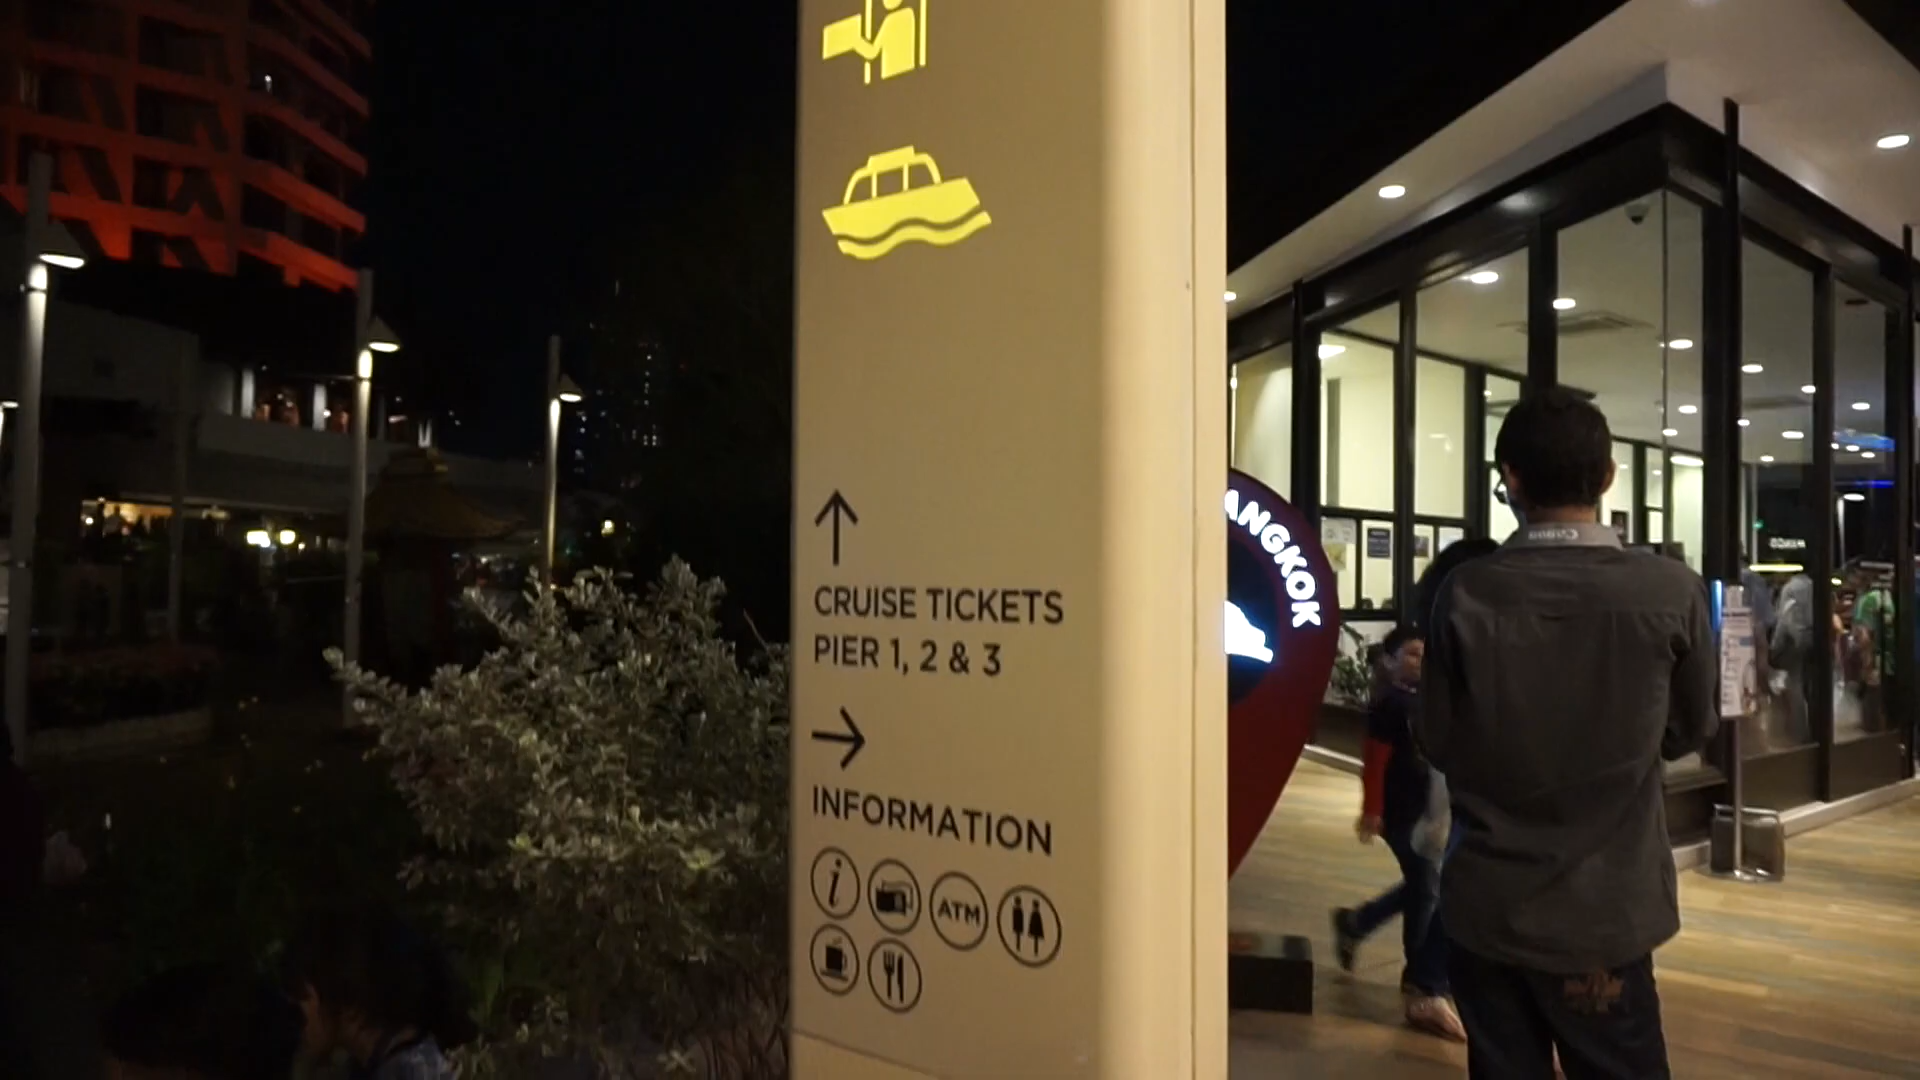 CRUISE TICKETS
PIER 1, 2 & 3
INFORMATION
i
ATM
ANGKOK